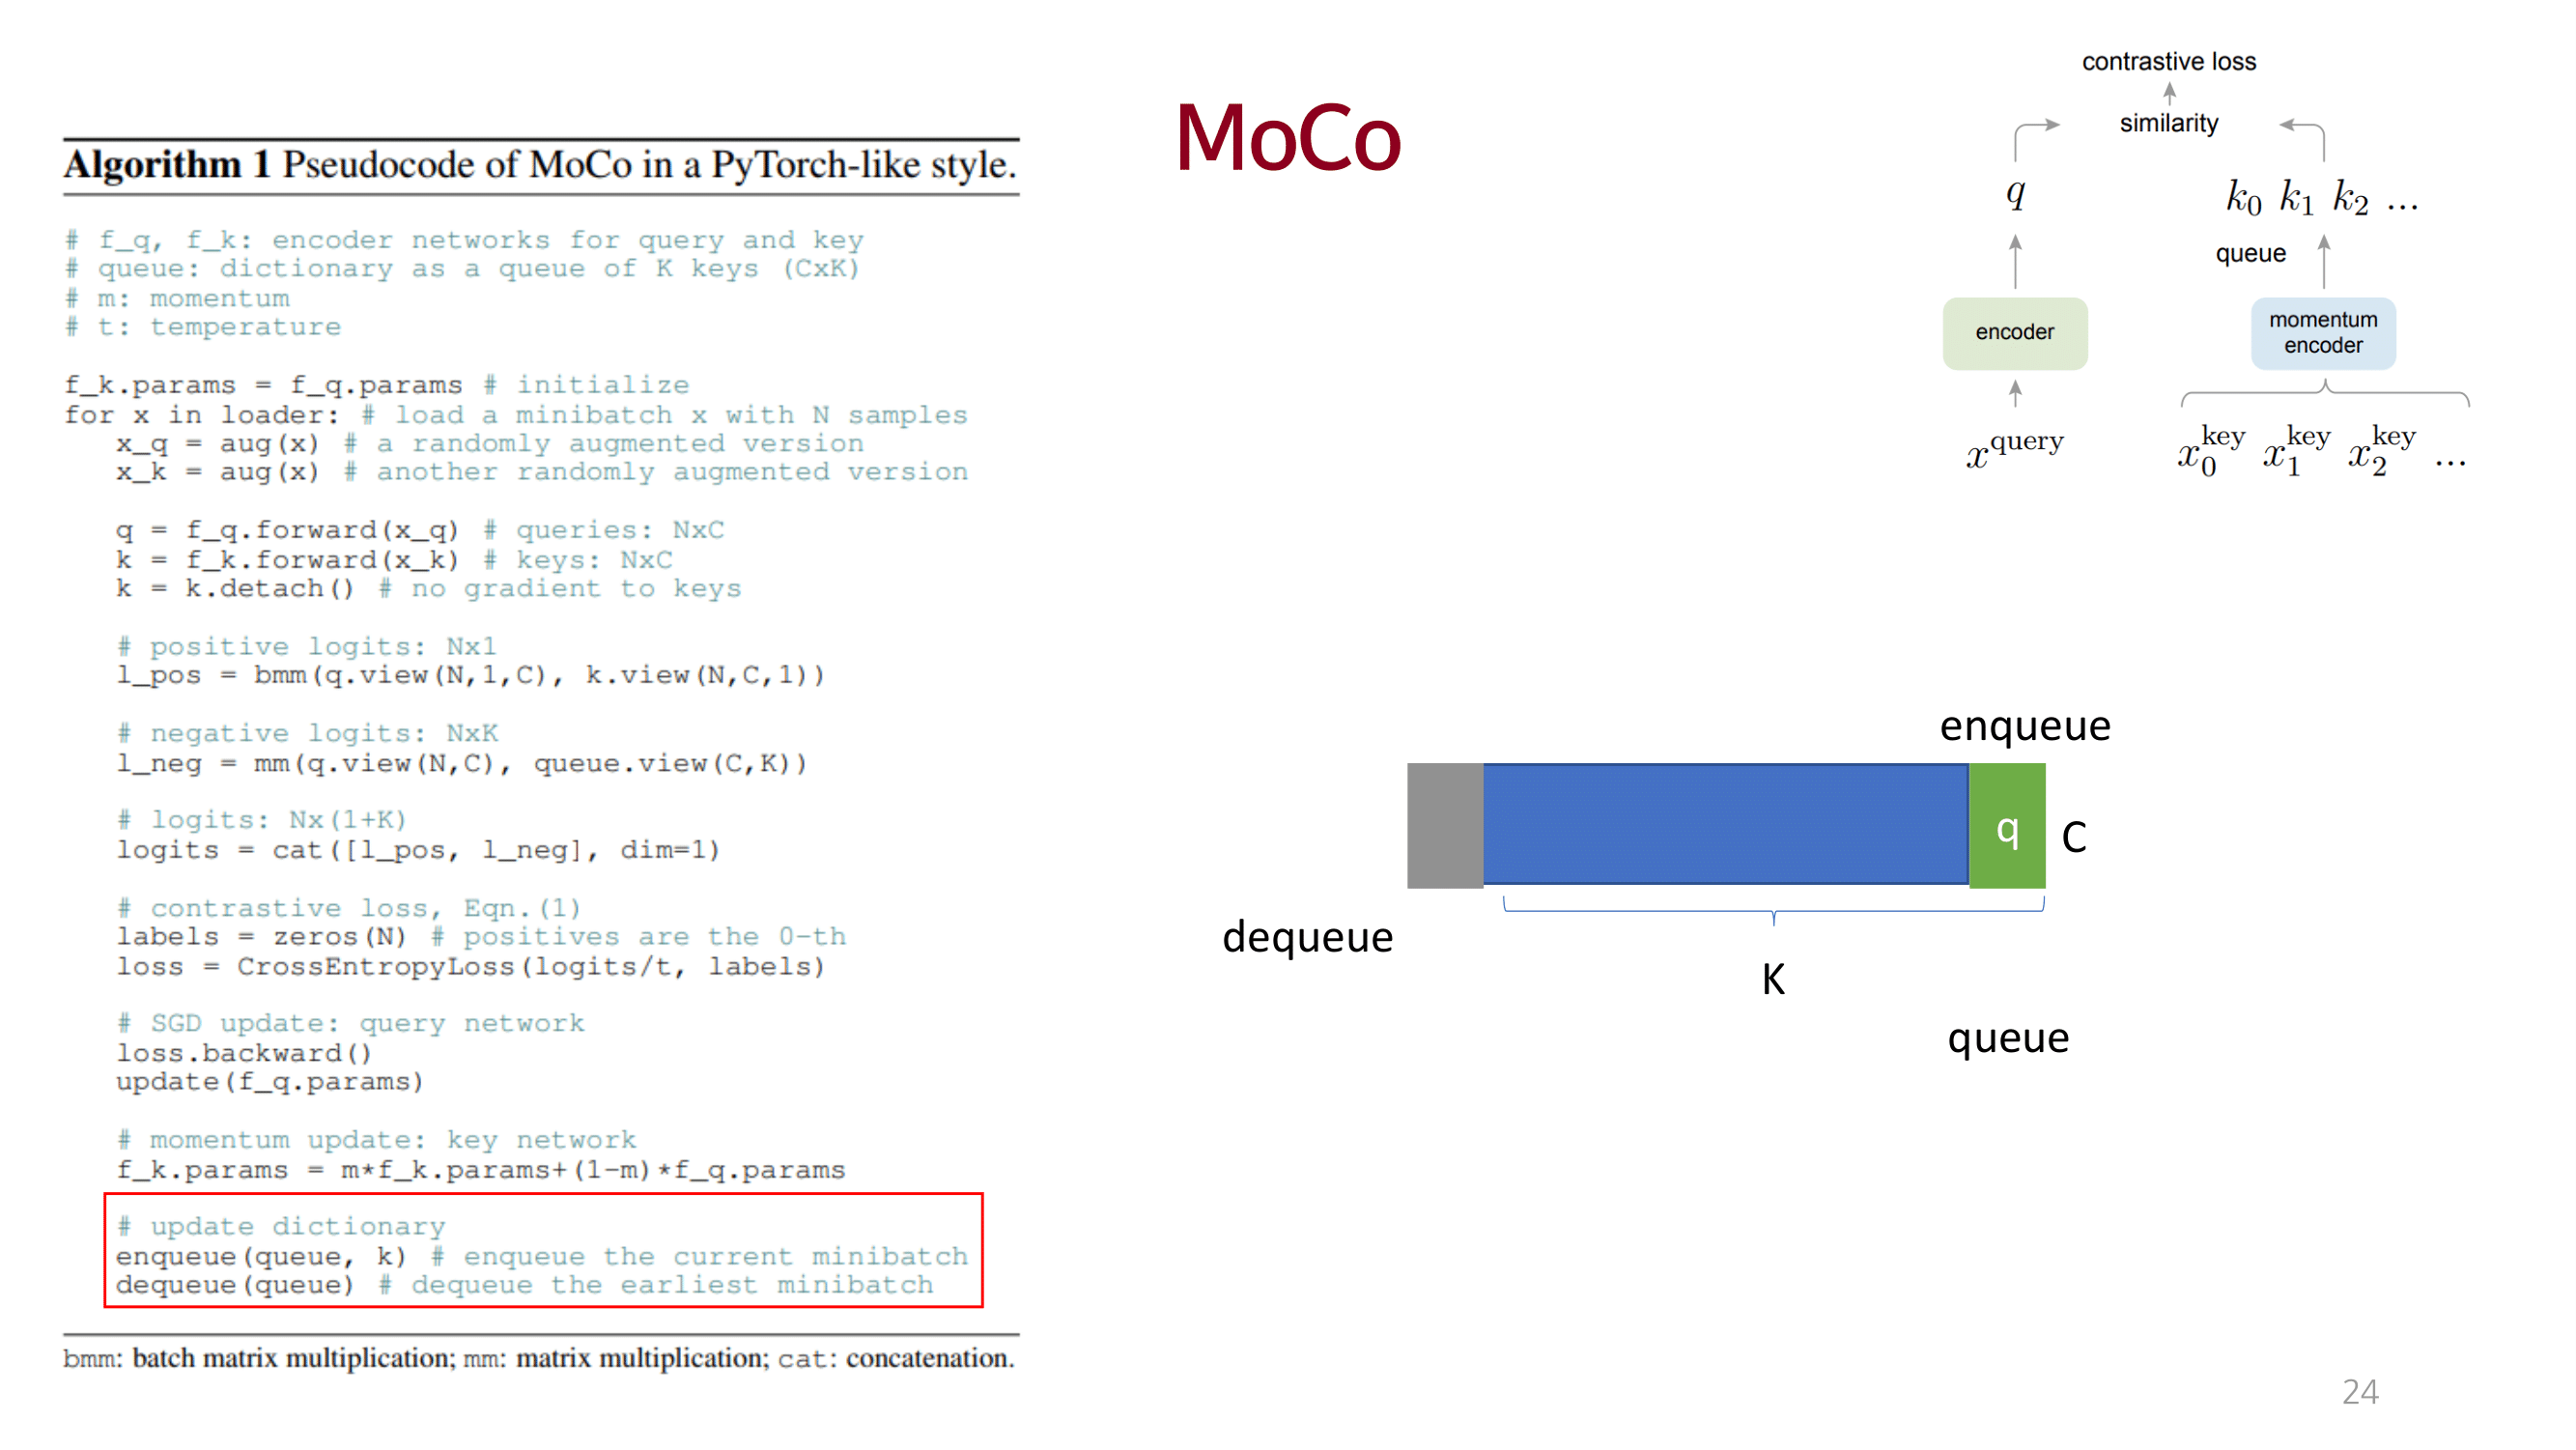 MoCo
Algorithm 1 Pseudocode of MoCo in a PyTorch-like style.
# f_q, f_k: encoder networks for query and key
# queue: dictionary as a queue of K keys (CxK)
# m: momentum
# t: temperature
f_k.params = f_q.params # initialize
for x in loader: # load a minibatch x with N samples
x_q = aug(x) # a randomly augmented version
x_k = aug(x) # another randomly augmented version
q = f_q.forward(x_q) # queries: NxC
k = f_k.forward(x_k) # keys: NxC
k = k.detach() # no gradient to keys
# positive logits: Nx1
l_pos = bmm(q.view(N,1,C), k.view(N,C,1))
# negative logits: NxK
l_neg = mm(q.view(N,C), queue.view(C,K))
# logits: Nx(1+K)
logits = cat([l_pos, l_neg], dim=1)
# contrastive loss, Eqn.(1)
labels = zeros(N) # positives are the 0-th
loss = CrossEntropyLoss(logits/t, labels)
# SGD update: query network
loss.backward()
update(f_q.params)
# momentum update: key network
f_k.params = m*f_k.params+(1-m)*f_q.params
# update dictionary
enqueue(queue, k) # enqueue the current minibatch
dequeue(queue) # dequeue the earliest minibatch
bmm: batch matrix multiplication; mm: matrix multiplication; cat: concatenation.
contrastive loss
similarity
q k₀ k₁ k₂ ...
queue
encoder
momentum
encoder
x^query x₀^key x₁^key x₂^key ...
enqueue
q
C
dequeue
K
queue
24